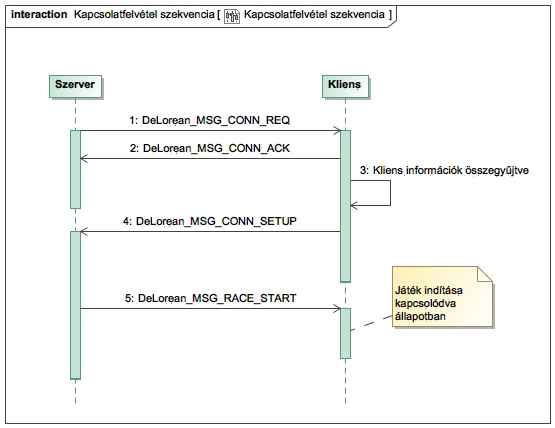 interaction Kapcsolatfelvétel szekvencia [ Kapcsolatfelvétel szekvencia ]
Szerver
Kliens
1: DeLorean_MSG_CONN_REQ
2: DeLorean_MSG_CONN_ACK
3: Kliens információk összegyűjtve
4: DeLorean_MSG_CONN_SETUP
5: DeLorean_MSG_RACE_START
Játék indítása
kapcsolódva
állapotban